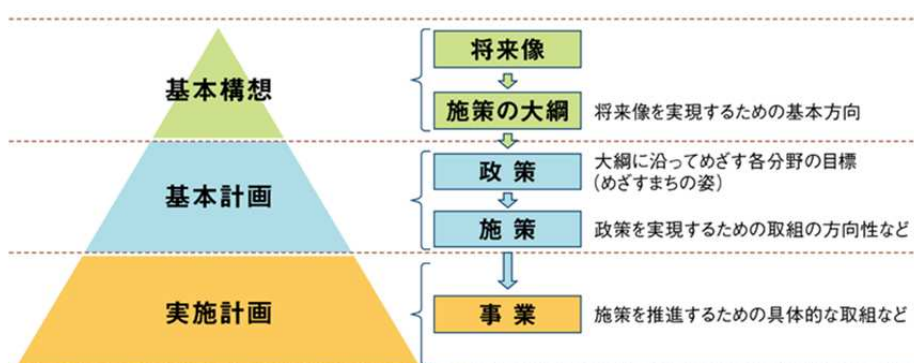 将来像
基本構想
施策の大綱
将来像を実現するための基本方向
政策
大綱に沿ってめざす各分野の目標
(めざすまちの姿)
基本計画
施策
政策を実現するための取組の方向性など
実施計画
事業
施策を推進するための具体的な取組など